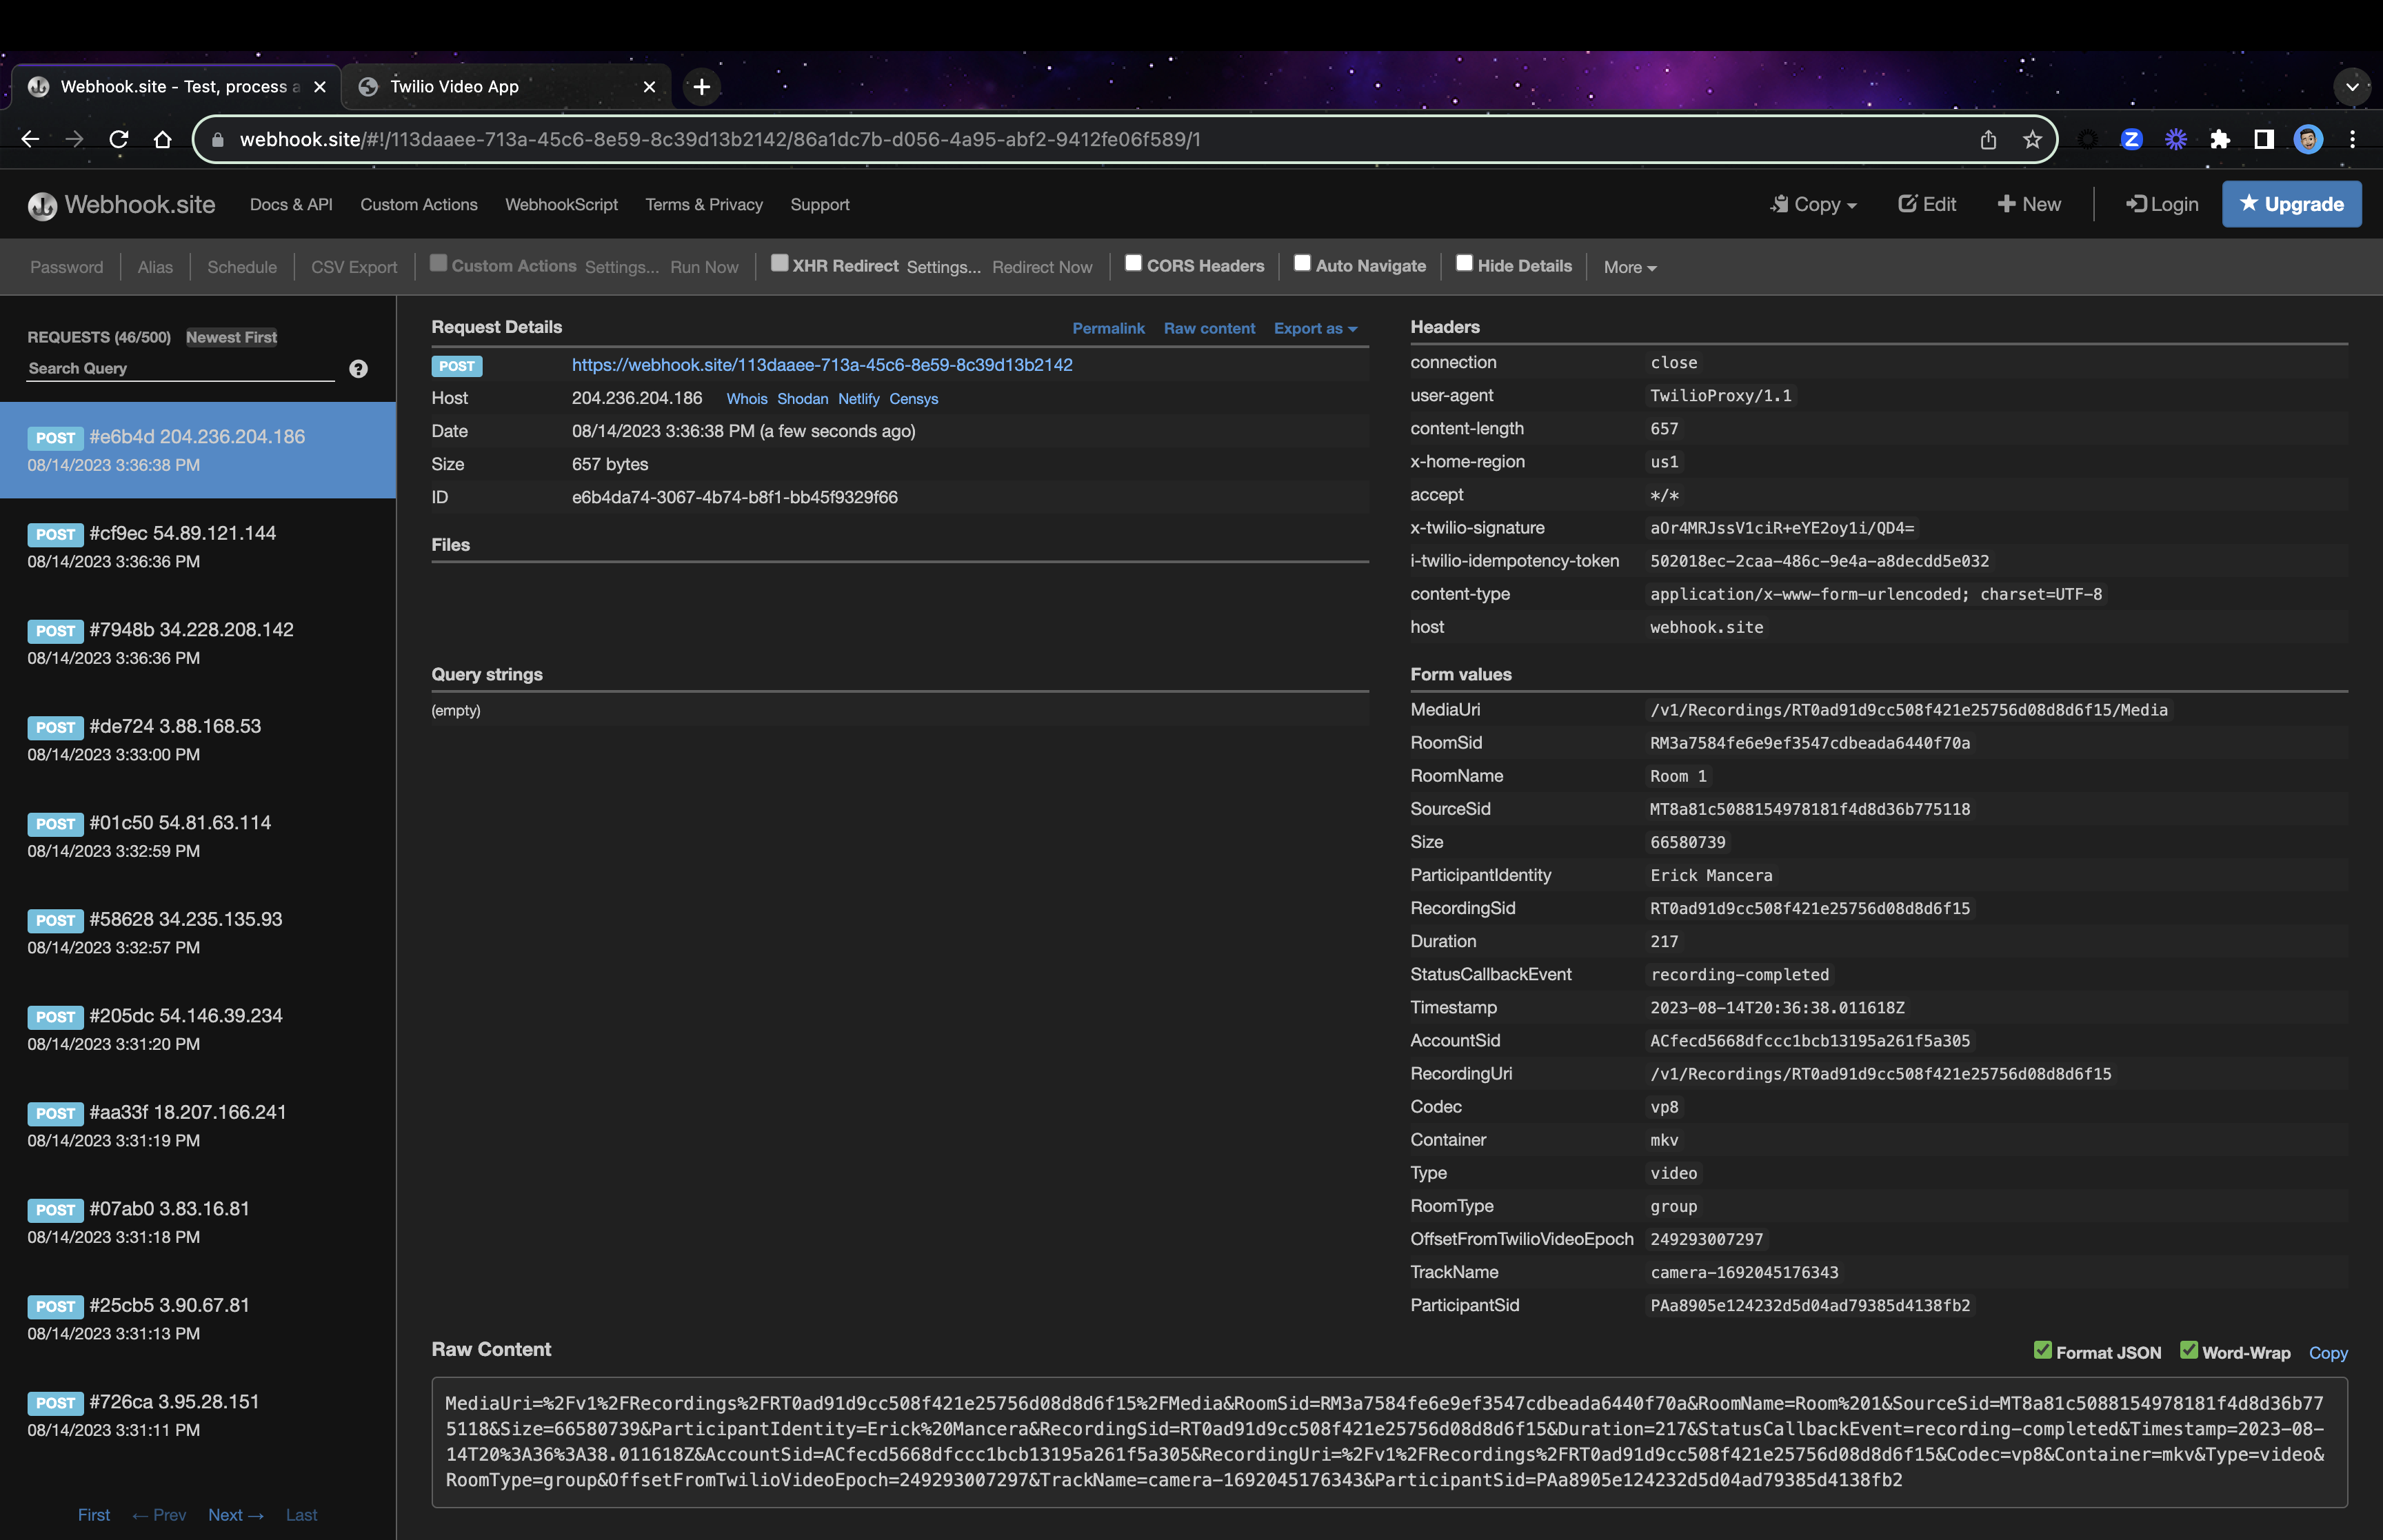 Webhook.site - Test, process a
Twilio Video App
webhook.site/#!/113daaee-713a-45c6-8e59-8c39d13b2142/86a1dc7b-d056-4a95-abf2-9412fe06f589/1
Webhook.site Docs & API Custom Actions WebhookScript Terms & Privacy Support Copy Edit New Login Upgrade
Password Alias Schedule CSV Export Custom Actions Settings... Run Now XHR Redirect Settings... Redirect Now CORS Headers Auto Navigate Hide Details More
REQUESTS (46/500) Newest First
Search Query
POST #e6b4d 204.236.204.186
08/14/2023 3:36:38 PM
POST #cf9ec 54.89.121.144
08/14/2023 3:36:36 PM
POST #7948b 34.228.208.142
08/14/2023 3:36:36 PM
POST #de724 3.88.168.53
08/14/2023 3:33:00 PM
POST #01c50 54.81.63.114
08/14/2023 3:32:59 PM
POST #58628 34.235.135.93
08/14/2023 3:32:57 PM
POST #205dc 54.146.39.234
08/14/2023 3:31:20 PM
POST #aa33f 18.207.166.241
08/14/2023 3:31:19 PM
POST #07ab0 3.83.16.81
08/14/2023 3:31:18 PM
POST #25cb5 3.90.67.81
08/14/2023 3:31:13 PM
POST #726ca 3.95.28.151
08/14/2023 3:31:11 PM
First ← Prev Next → Last
Request Details Permalink Raw content Export as
POST https://webhook.site/113daaee-713a-45c6-8e59-8c39d13b2142
Host 204.236.204.186 Whois Shodan Netlify Censys
Date 08/14/2023 3:36:38 PM (a few seconds ago)
Size 657 bytes
ID e6b4da74-3067-4b74-b8f1-bb45f9329f66
Files
Query strings
(empty)
Headers
connection close
user-agent TwilioProxy/1.1
content-length 657
x-home-region us1
accept */*
x-twilio-signature aOr4MRJssV1ciR+eYE2oy1i/QD4=
i-twilio-idempotency-token 502018ec-2caa-486c-9e4a-a8decdd5e032
content-type application/x-www-form-urlencoded; charset=UTF-8
host webhook.site
Form values
MediaUri /v1/Recordings/RT0ad91d9cc508f421e25756d08d8d6f15/Media
RoomSid RM3a7584fe6e9ef3547cdbeada6440f70a
RoomName Room 1
SourceSid MT8a81c5088154978181f4d8d36b775118
Size 66580739
ParticipantIdentity Erick Mancera
RecordingSid RT0ad91d9cc508f421e25756d08d8d6f15
Duration 217
StatusCallbackEvent recording-completed
Timestamp 2023-08-14T20:36:38.011618Z
AccountSid ACfecd5668dfccc1bcb13195a261f5a305
RecordingUri /v1/Recordings/RT0ad91d9cc508f421e25756d08d8d6f15
Codec vp8
Container mkv
Type video
RoomType group
OffsetFromTwilioVideoEpoch 249293007297
TrackName camera-1692045176343
ParticipantSid PAa8905e124232d5d04ad79385d4138fb2
Raw Content Format JSON Word-Wrap Copy
MediaUri=%2Fv1%2FRecordings%2FRT0ad91d9cc508f421e25756d08d8d6f15%2FMedia&RoomSid=RM3a7584fe6e9ef3547cdbeada6440f70a&RoomName=Room%201&SourceSid=MT8a81c5088154978181f4d8d36b77
5118&Size=66580739&ParticipantIdentity=Erick%20Mancera&RecordingSid=RT0ad91d9cc508f421e25756d08d8d6f15&Duration=217&StatusCallbackEvent=recording-completed&Timestamp=2023-08-
14T20%3A36%3A38.011618Z&AccountSid=ACfecd5668dfccc1bcb13195a261f5a305&RecordingUri=%2Fv1%2FRecordings%2FRT0ad91d9cc508f421e25756d08d8d6f15&Codec=vp8&Container=mkv&Type=video&
RoomType=group&OffsetFromTwilioVideoEpoch=249293007297&TrackName=camera-1692045176343&ParticipantSid=PAa8905e124232d5d04ad79385d4138fb2